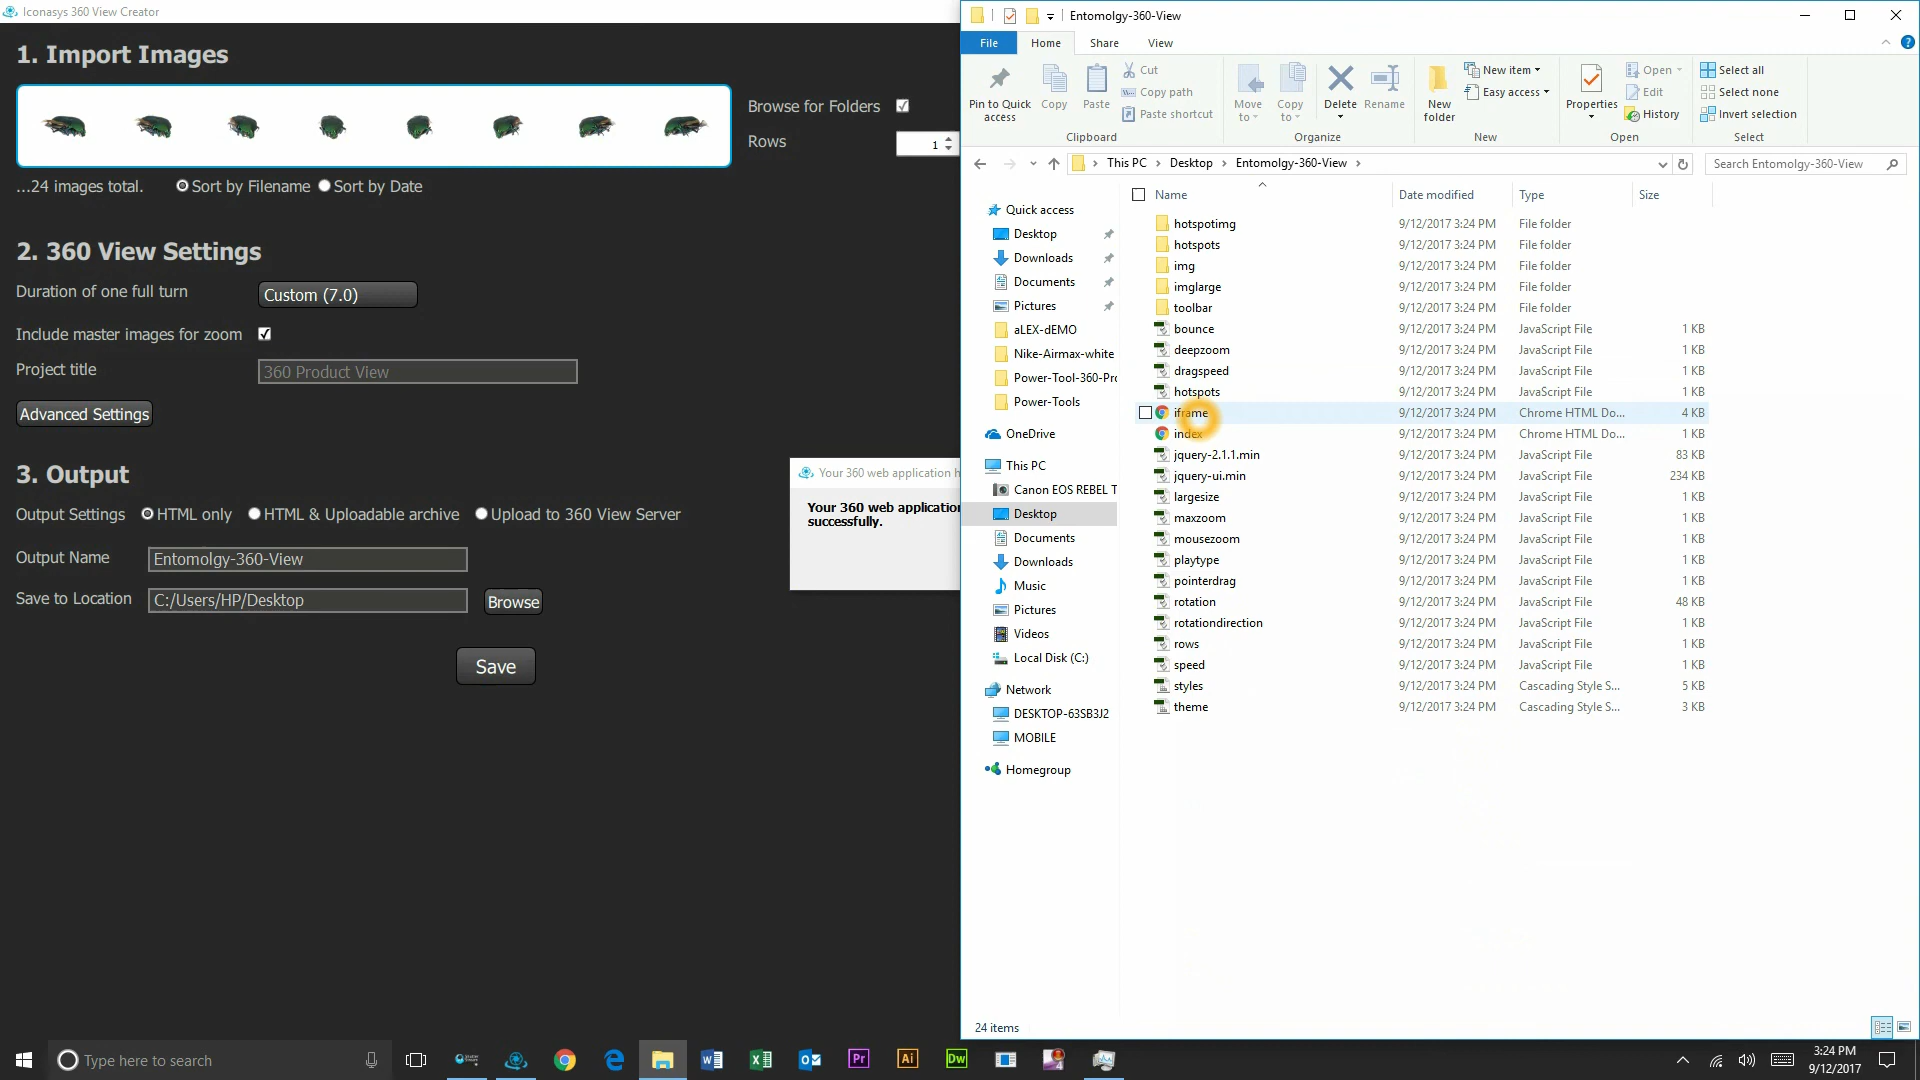 Iconasys 360 View Creator
1. Import Images
Browse for Folders
Rows
1
...24 images total.
Sort by Filename
Sort by Date
2. 360 View Settings
Duration of one full turn
Custom (7.0)
Include master images for zoom
Project title
360 Product View
Advanced Settings
3. Output
Output Settings
HTML only
HTML & Uploadable archive
Upload to 360 View Server
Output Name
Entomolgy-360-View
Save to Location
C:/Users/HP/Desktop
Browse
Save
Your 360 web application h
Your 360 web application
successfully.
Entomolgy-360-View
File
Home
Share
View
Pin to Quick access
Copy
Paste
Cut
Copy path
Paste shortcut
Clipboard
Move to
Copy to
Delete
Rename
Organize
New folder
New item
Easy access
New
Properties
Open
Edit
History
Open
Select all
Select none
Invert selection
Select
This PC
Desktop
Entomolgy-360-View
Search Entomolgy-360-View
Quick access
Desktop
Downloads
Documents
Pictures
aLEX-dEMO
Nike-Airmax-white
Power-Tool-360-Pro
Power-Tools
OneDrive
This PC
Canon EOS REBEL T
Desktop
Documents
Downloads
Music
Pictures
Videos
Local Disk (C:)
Network
DESKTOP-63SB3J2
MOBILE
Homegroup
Name Date modified Type Size
hotspotimg 9/12/2017 3:24 PM File folder
hotspots 9/12/2017 3:24 PM File folder
img 9/12/2017 3:24 PM File folder
imglarge 9/12/2017 3:24 PM File folder
toolbar 9/12/2017 3:24 PM File folder
bounce 9/12/2017 3:24 PM JavaScript File 1 KB
deepzoom 9/12/2017 3:24 PM JavaScript File 1 KB
dragspeed 9/12/2017 3:24 PM JavaScript File 1 KB
hotspots 9/12/2017 3:24 PM JavaScript File 1 KB
iframe 9/12/2017 3:24 PM Chrome HTML Do... 4 KB
index 9/12/2017 3:24 PM Chrome HTML Do... 1 KB
jquery-2.1.1.min 9/12/2017 3:24 PM JavaScript File 83 KB
jquery-ui.min 9/12/2017 3:24 PM JavaScript File 234 KB
largesize 9/12/2017 3:24 PM JavaScript File 1 KB
maxzoom 9/12/2017 3:24 PM JavaScript File 1 KB
mousezoom 9/12/2017 3:24 PM JavaScript File 1 KB
playtype 9/12/2017 3:24 PM JavaScript File 1 KB
pointerdrag 9/12/2017 3:24 PM JavaScript File 1 KB
rotation 9/12/2017 3:24 PM JavaScript File 48 KB
rotationdirection 9/12/2017 3:24 PM JavaScript File 1 KB
rows 9/12/2017 3:24 PM JavaScript File 1 KB
speed 9/12/2017 3:24 PM JavaScript File 1 KB
styles 9/12/2017 3:24 PM Cascading Style S... 5 KB
theme 9/12/2017 3:24 PM Cascading Style S... 3 KB
24 items
Type here to search
Pr
Ai
Dw
3:24 PM
9/12/2017